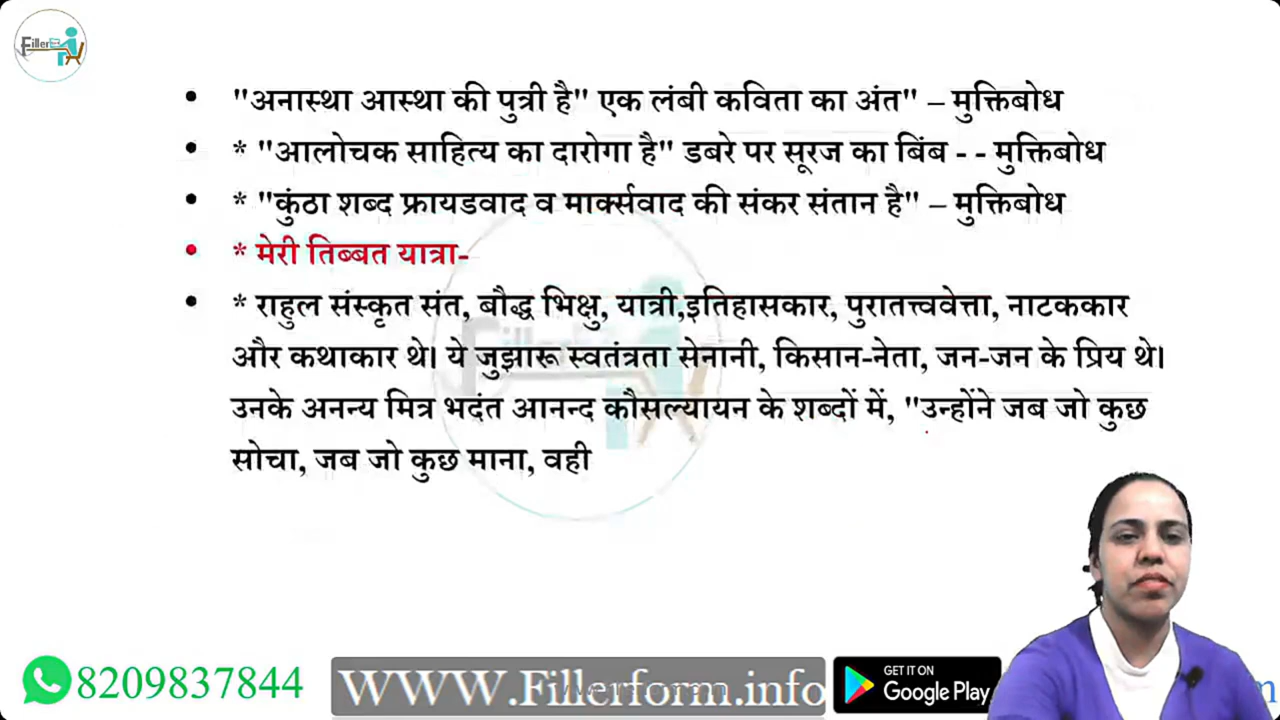 Fillerform
• "अनास्था आस्था की पुत्री है" एक लंबी कविता का अंत" – मुक्तिबोध
• * "आलोचक साहित्य का दारोगा है" डबरे पर सूरज का बिंब - - मुक्तिबोध
• * "कुंठा शब्द फ्रायडवाद व मार्क्सवाद की संकर संतान है" – मुक्तिबोध
• * मेरी तिब्बत यात्रा-
• * राहुल संस्कृत संत, बौद्ध भिक्षु, यात्री,इतिहासकार, पुरातत्त्ववेत्ता, नाटककार
और कथाकार थे। ये जुझारू स्वतंत्रता सेनानी, किसान-नेता, जन-जन के प्रिय थे।
उनके अनन्य मित्र भदंत आनन्द कौसल्यायन के शब्दों में, "उन्होंने जब जो कुछ
सोचा, जब जो कुछ माना, वही
8209837844
WWW.Fillerform.info
GET IT ON
Google Play